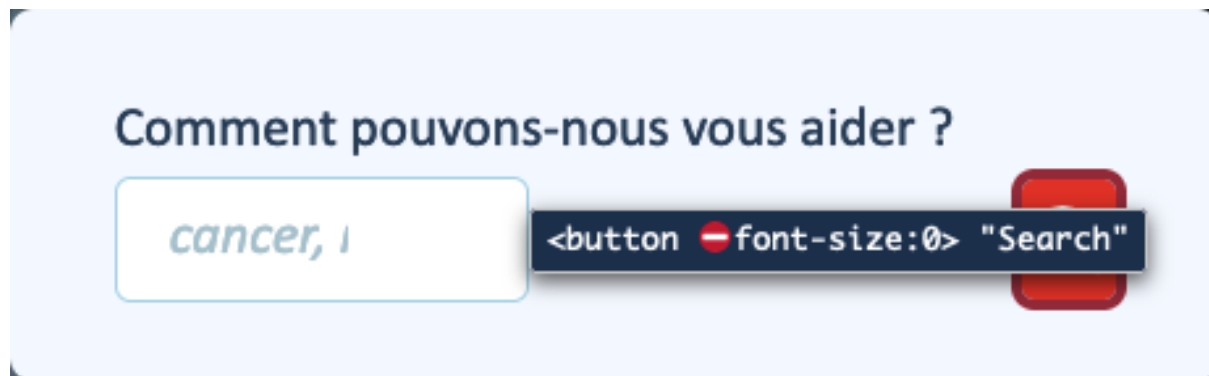 Comment pouvons-nous vous aider ?
cancer,
<button ⛔font-size:0> "Search"